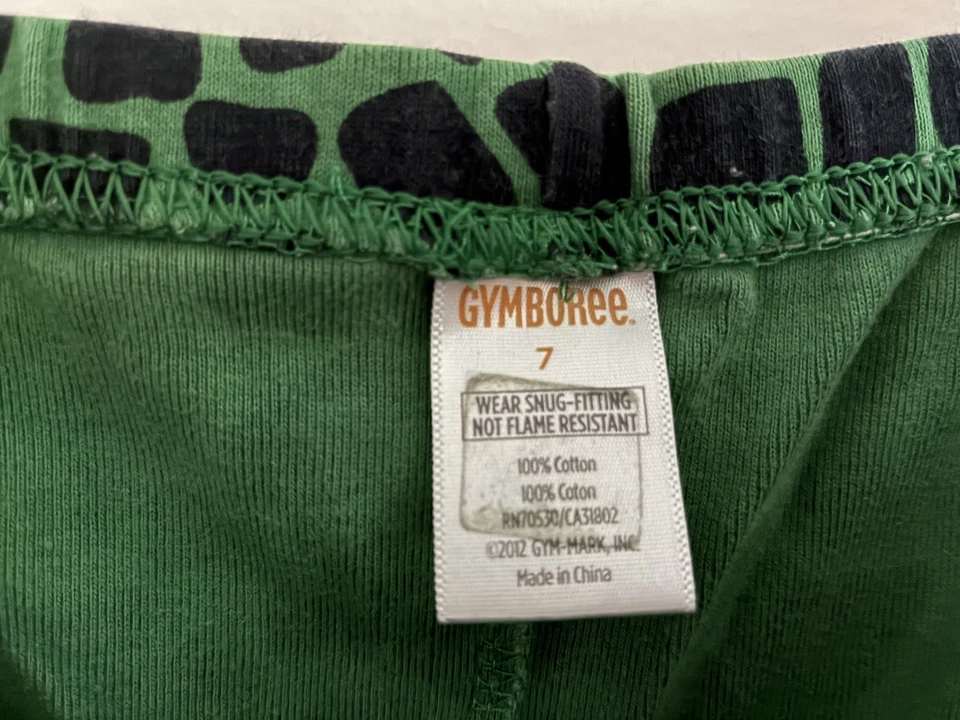 GYMBOREE.
7
WEAR SNUG-FITTING
NOT FLAME RESISTANT
100% Cotton
100% Coton
RN70530/CA31802
©2012 GYM-MARK, INC.
Made in China